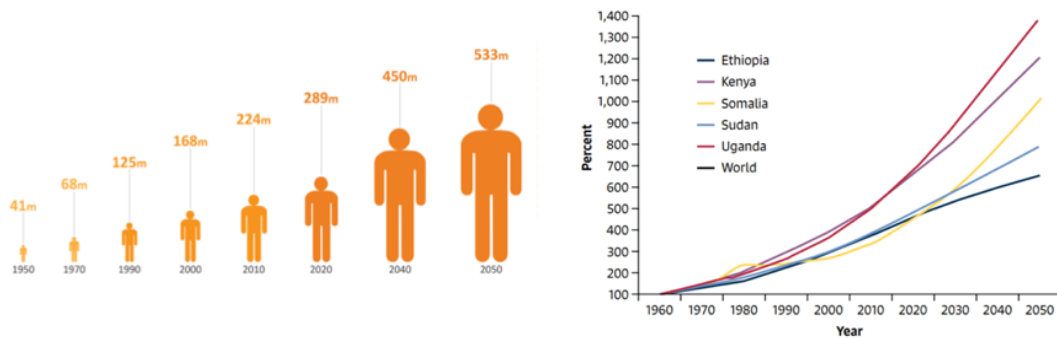 41m
68m
125m
168m
224m
289m
450m
533m
1950
1970
1990
2000
2010
2020
2040
2050
Percent
1,400
1,300
1,200
1,100
1,000
900
800
700
600
500
400
300
200
100
Ethiopia
Kenya
Somalia
Sudan
Uganda
World
1960 1970 1980 1990 2000 2010 2020 2030 2040 2050
Year